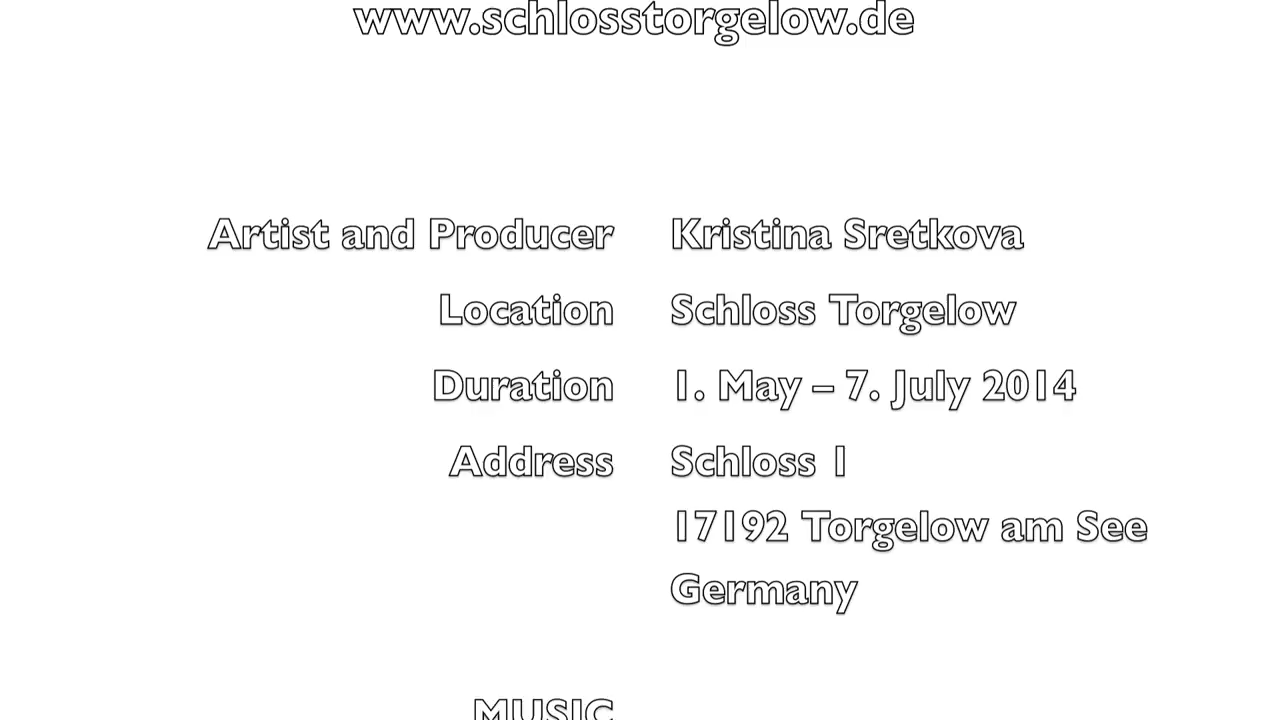 www.schlosstorgelow.de
Artist and Producer Kristina Sretkova
Location Schloss Torgelow
Duration 1. May – 7. July 2014
Address Schloss 1
17192 Torgelow am See
Germany
MUSIC